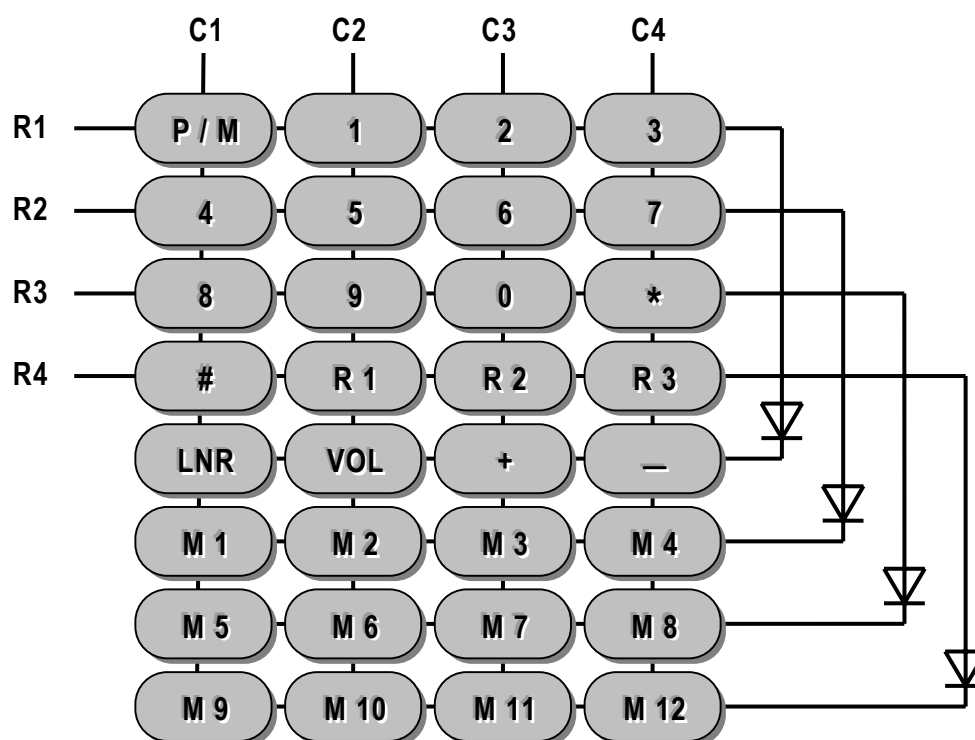 C1 C2 C3 C4
R1 P / M 1 2 3
R2 4 5 6 7
R3 8 9 0 *
R4 # R 1 R 2 R 3
LNR VOL + –
M 1 M 2 M 3 M 4
M 5 M 6 M 7 M 8
M 9 M 10 M 11 M 12